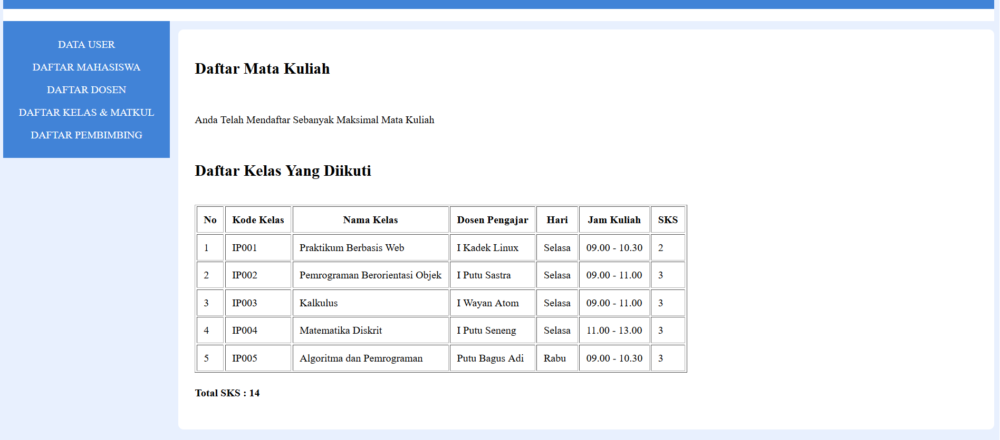 DATA USER
DAFTAR MAHASISWA
DAFTAR DOSEN
DAFTAR KELAS & MATKUL
DAFTAR PEMBIMBING
Daftar Mata Kuliah
Anda Telah Mendaftar Sebanyak Maksimal Mata Kuliah
Daftar Kelas Yang Diikuti
No Kode Kelas Nama Kelas Dosen Pengajar Hari Jam Kuliah SKS
1 IP001 Praktikum Berbasis Web I Kadek Linux Selasa 09.00 - 10.30 2
2 IP002 Pemrograman Berorientasi Objek I Putu Sastra Selasa 09.00 - 11.00 3
3 IP003 Kalkulus I Wayan Atom Selasa 09.00 - 11.00 3
4 IP004 Matematika Diskrit I Putu Seneng Selasa 11.00 - 13.00 3
5 IP005 Algoritma dan Pemrograman Putu Bagus Adi Rabu 09.00 - 10.30 3
Total SKS : 14